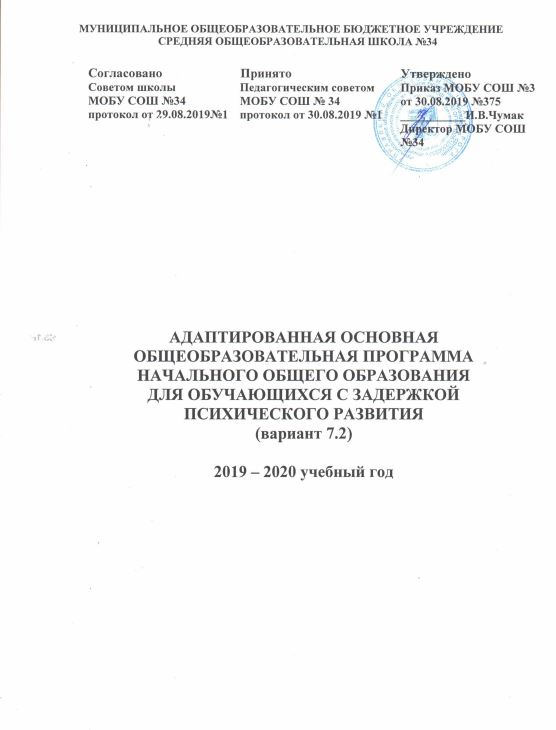 МУНИЦИПАЛЬНОЕ ОБЩЕОБРАЗОВАТЕЛЬНОЕ БЮДЖЕТНОЕ УЧРЕЖДЕНИЕ
СРЕДНЯЯ ОБЩЕОБРАЗОВАТЕЛЬНАЯ ШКОЛА №34
Согласовано
Советом школы
МОБУ СОШ №34
протокол от 29.08.2019№1
Принято
Педагогическим советом
МОБУ СОШ № 34
протокол от 30.08.2019 №1
Утверждено
Приказ МОБУ СОШ №3
от 30.08.2019 №375
__________И.В.Чумак
Директор МОБУ СОШ
№34
АДАПТИРОВАННАЯ ОСНОВНАЯ
ОБЩЕОБРАЗОВАТЕЛЬНАЯ ПРОГРАММА
НАЧАЛЬНОГО ОБЩЕГО ОБРАЗОВАНИЯ
ДЛЯ ОБУЧАЮЩИХСЯ С ЗАДЕРЖКОЙ
ПСИХИЧЕСКОГО РАЗВИТИЯ
(вариант 7.2)
2019 – 2020 учебный год